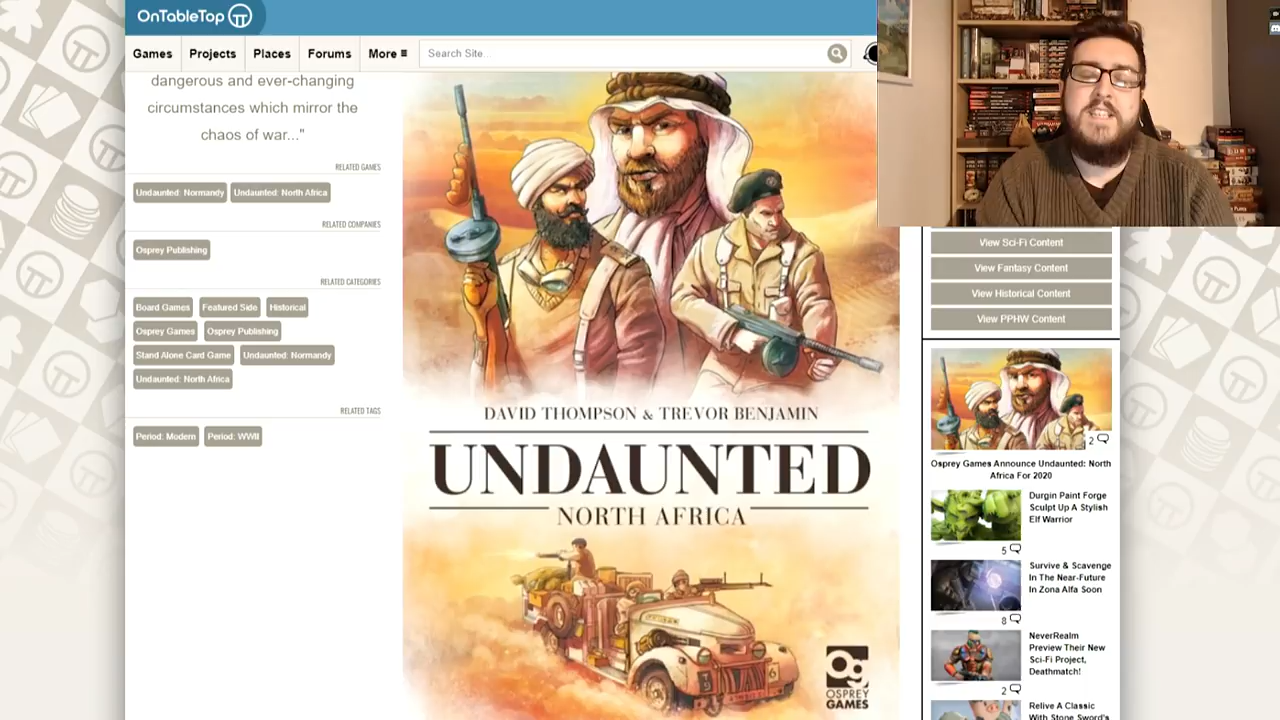 OnTableTop
Games
Projects
Places
Forums
More ≡
Search Site...
dangerous and ever-changing
circumstances whih mirror the
chaos of war..."
RELATED GAMES
Undaunted: Normandy
Undaunted: North Africa
RELATED COMPANIES
Osprey Publishing
RELATED CATEGORIES
Board Games
Featured Side
Historical
Osprey Games
Osprey Publishing
Stand Alone Card Game
Undaunted: Normandy
Undaunted: North Africa
RELATED TAGS
Period: Modern
Period: WWII
DAVID THOMPSON & TREVOR BENJAMIN
UNDAUNTED
NORTH AFRICA
Og
OSPREY
GAMES
View Sci-Fi Content
View Fantasy Content
View Historical Content
View PPHW Content
2
Osprey Games Announce Undaunted: North
Africa For 2020
Durgin Paint Forge
Sculpt Up A Stylish
Elf Warrior
5
Survive & Scavenge
In The Near-Future
In Zona Alfa Soon
8
NeverRealm
Preview Their New
Sci-Fi Project,
Deathmatch!
2
Relive A Classic
With Stone Sword's